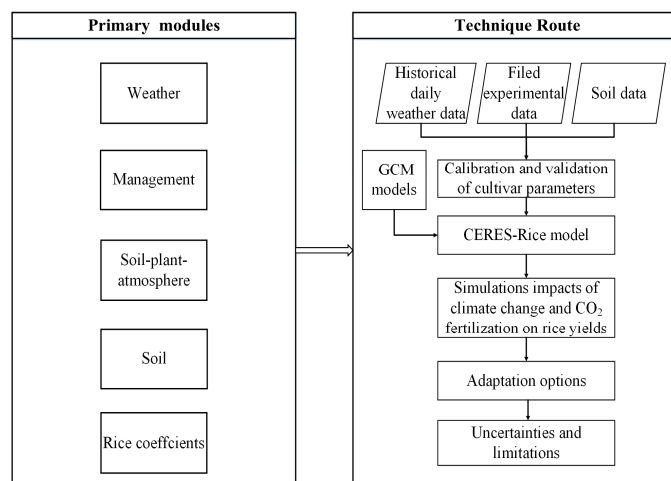 Primary modules
Weather
Management
Soil-plant-
atmosphere
Soil
Rice coeffcients
Technique Route
Historical
daily
weather data
Filed
experimental
data
Soil data
GCM
models
Calibration and validation
of cultivar parameters
CERES-Rice model
Simulations impacts of
climate change and CO₂
fertilization on rice yields
Adaptation options
Uncertainties and
limitations